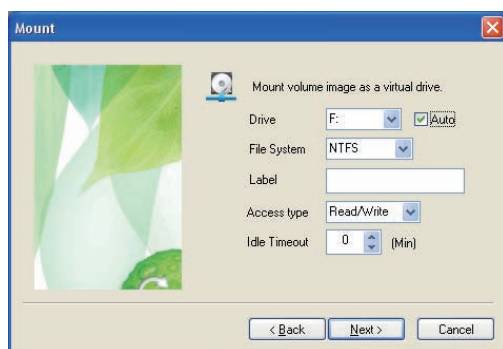 Mount
Mount volume image as a virtual drive.
Drive F: Auto
File System NTFS
Label
Access type Read/Write
Idle Timeout 0 (Min)
< Back Next > Cancel